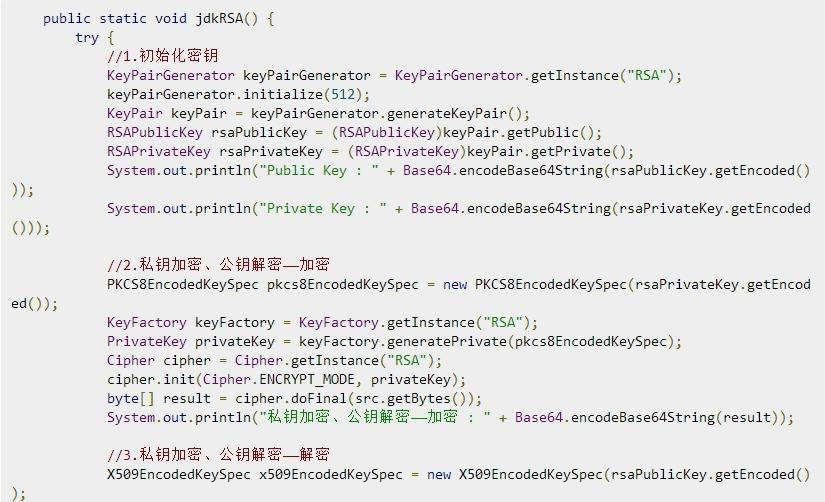 public static void jdkRSA() {
try {
//1.初始化密钥
KeyPairGenerator keyPairGenerator = KeyPairGenerator.getInstance("RSA");
keyPairGenerator.initialize(512);
KeyPair keyPair = keyPairGenerator.generateKeyPair();
RSAPublicKey rsaPublicKey = (RSAPublicKey)keyPair.getPublic();
RSAPrivateKey rsaPrivateKey = (RSAPrivateKey)keyPair.getPrivate();
System.out.println("Public Key : " + Base64.encodeBase64String(rsaPublicKey.getEncoded()
));
System.out.println("Private Key : " + Base64.encodeBase64String(rsaPrivateKey.getEncoded
()));
//2.私钥加密、公钥解密——加密
PKCS8EncodedKeySpec pkcs8EncodedKeySpec = new PKCS8EncodedKeySpec(rsaPrivateKey.getEncod
ed());
KeyFactory keyFactory = KeyFactory.getInstance("RSA");
PrivateKey privateKey = keyFactory.generatePrivate(pkcs8EncodedKeySpec);
Cipher cipher = Cipher.getInstance("RSA");
cipher.init(Cipher.ENCRYPT_MODE, privateKey);
byte[] result = cipher.doFinal(src.getBytes());
System.out.println("私钥加密、公钥解密——加密 : " + Base64.encodeBase64String(result));
//3.私钥加密、公钥解密——解密
X509EncodedKeySpec x509EncodedKeySpec = new X509EncodedKeySpec(rsaPublicKey.getEncoded()
);